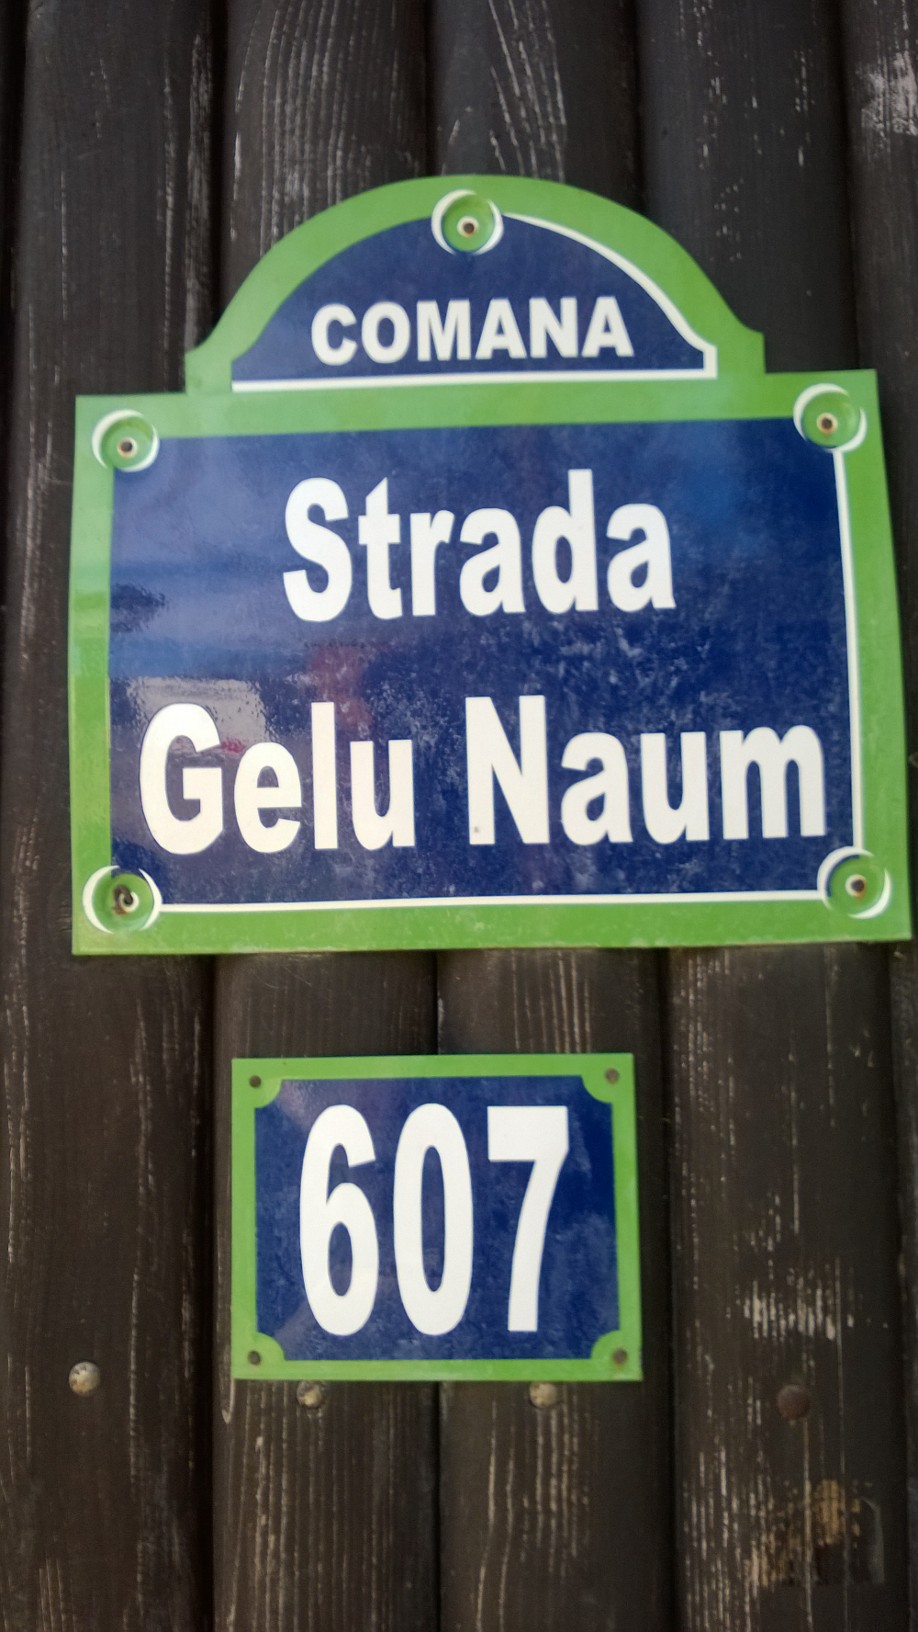 COMANA
Strada
Gelu Naum
607